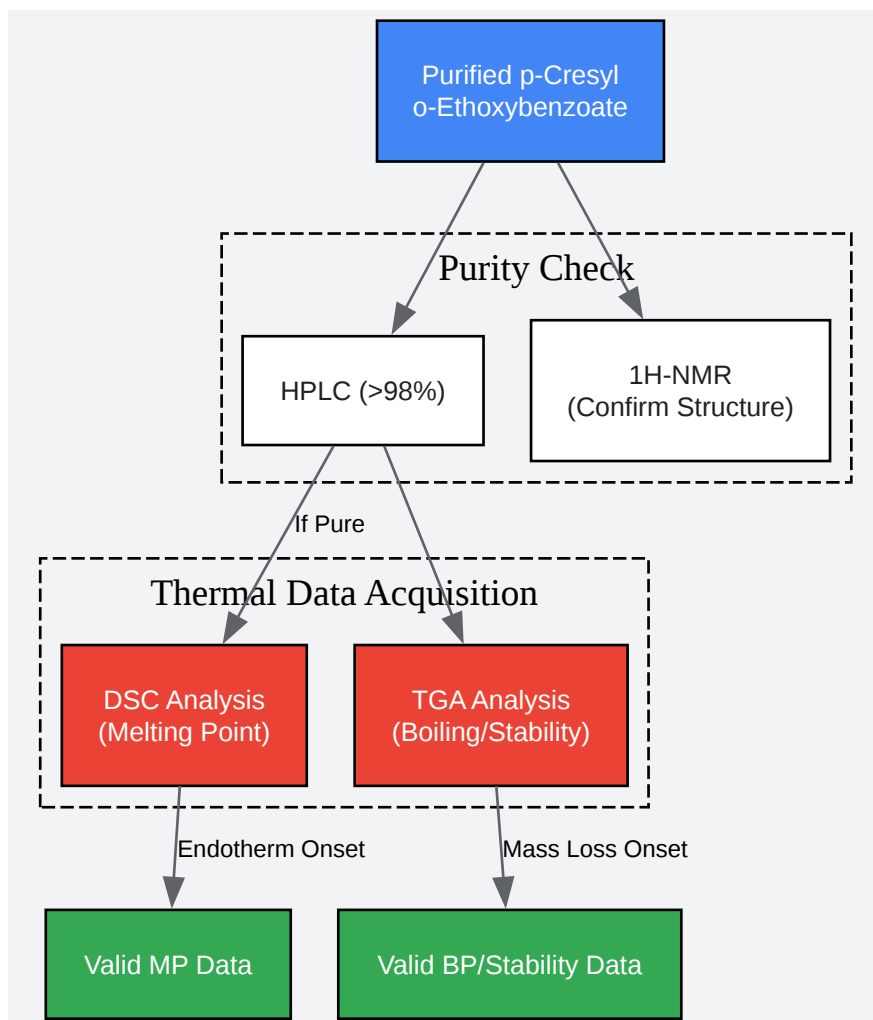 Purified p-Cresyl
o-Ethoxybenzoate
Purity Check
HPLC (>98%)
1H-NMR
(Confirm Structure)
If Pure
Thermal Data Acquisition
DSC Analysis
(Melting Point)
TGA Analysis
(Boiling/Stability)
Endotherm Onset
Mass Loss Onset
Valid MP Data
Valid BP/Stability Data